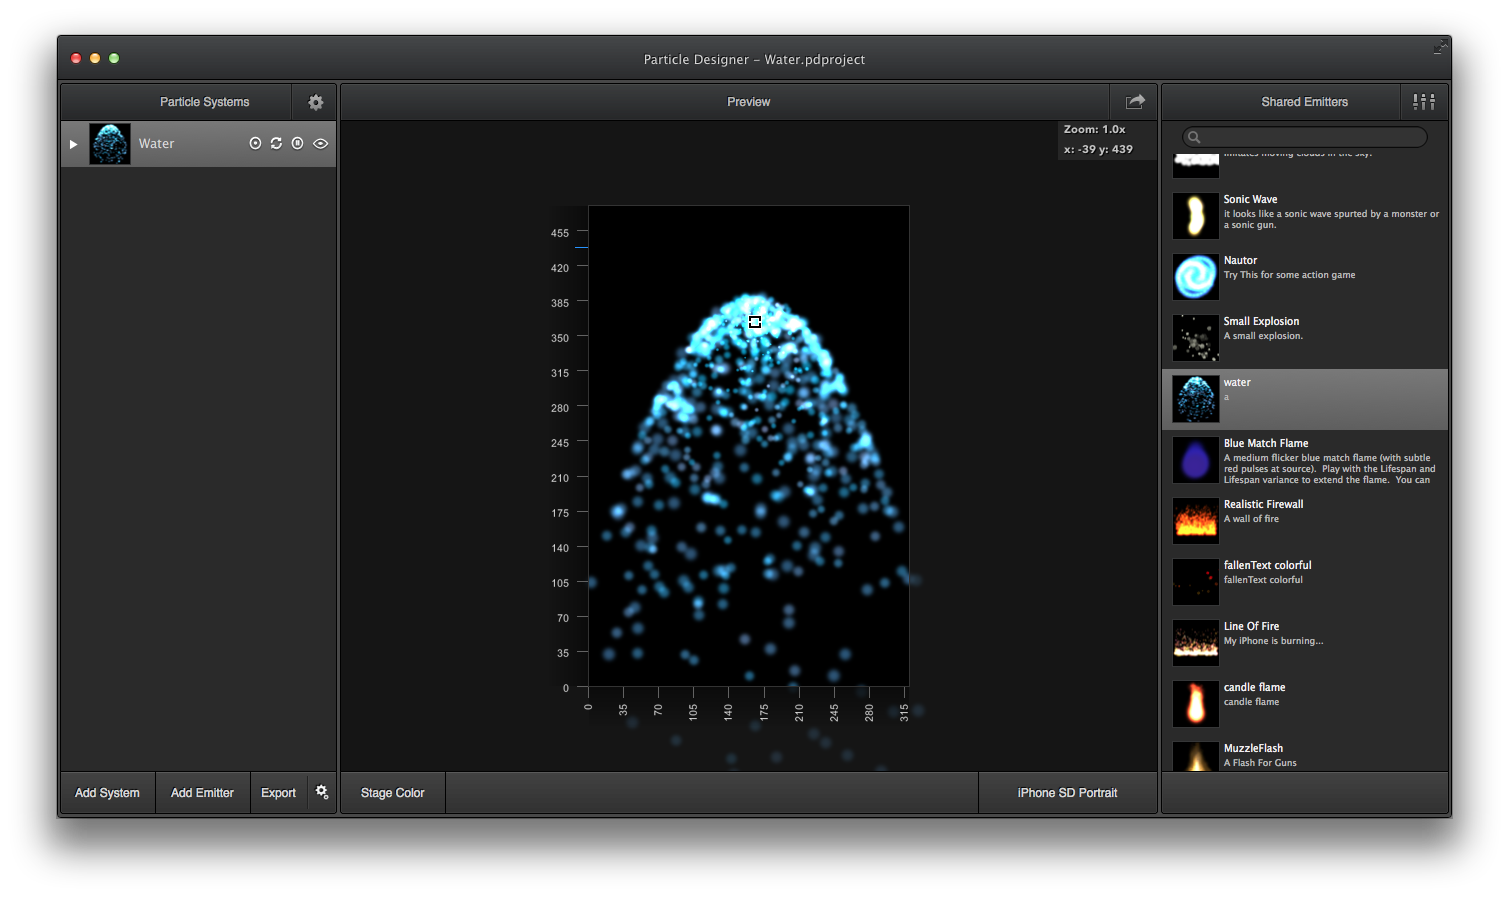 Particle Designer – Water.pdproject
Particle Systems
Water
Add System
Add Emitter
Export
Preview
Zoom: 1.0x
x: -39 y: 439
455
420
385
350
315
280
245
210
175
140
105
70
35
0
0
35
70
105
140
175
210
245
280
315
Stage Color
iPhone SD Portrait
Shared Emitters
imitates moving clouds in the sky.
Sonic Wave
it looks like a sonic wave spurted by a monster or
a sonic gun.
Nautor
Try This for some action game
Small Explosion
A small explosion.
water
a
Blue Match Flame
A medium flicker blue match flame (with subtle
red pulses at source).  Play with the Lifespan and
Lifespan variance to extend the flame.  You can
Realistic Firewall
A wall of fire
fallenText colorful
fallenText colorful
Line Of Fire
My iPhone is burning...
candle flame
candle flame
MuzzleFlash
A Flash For Guns